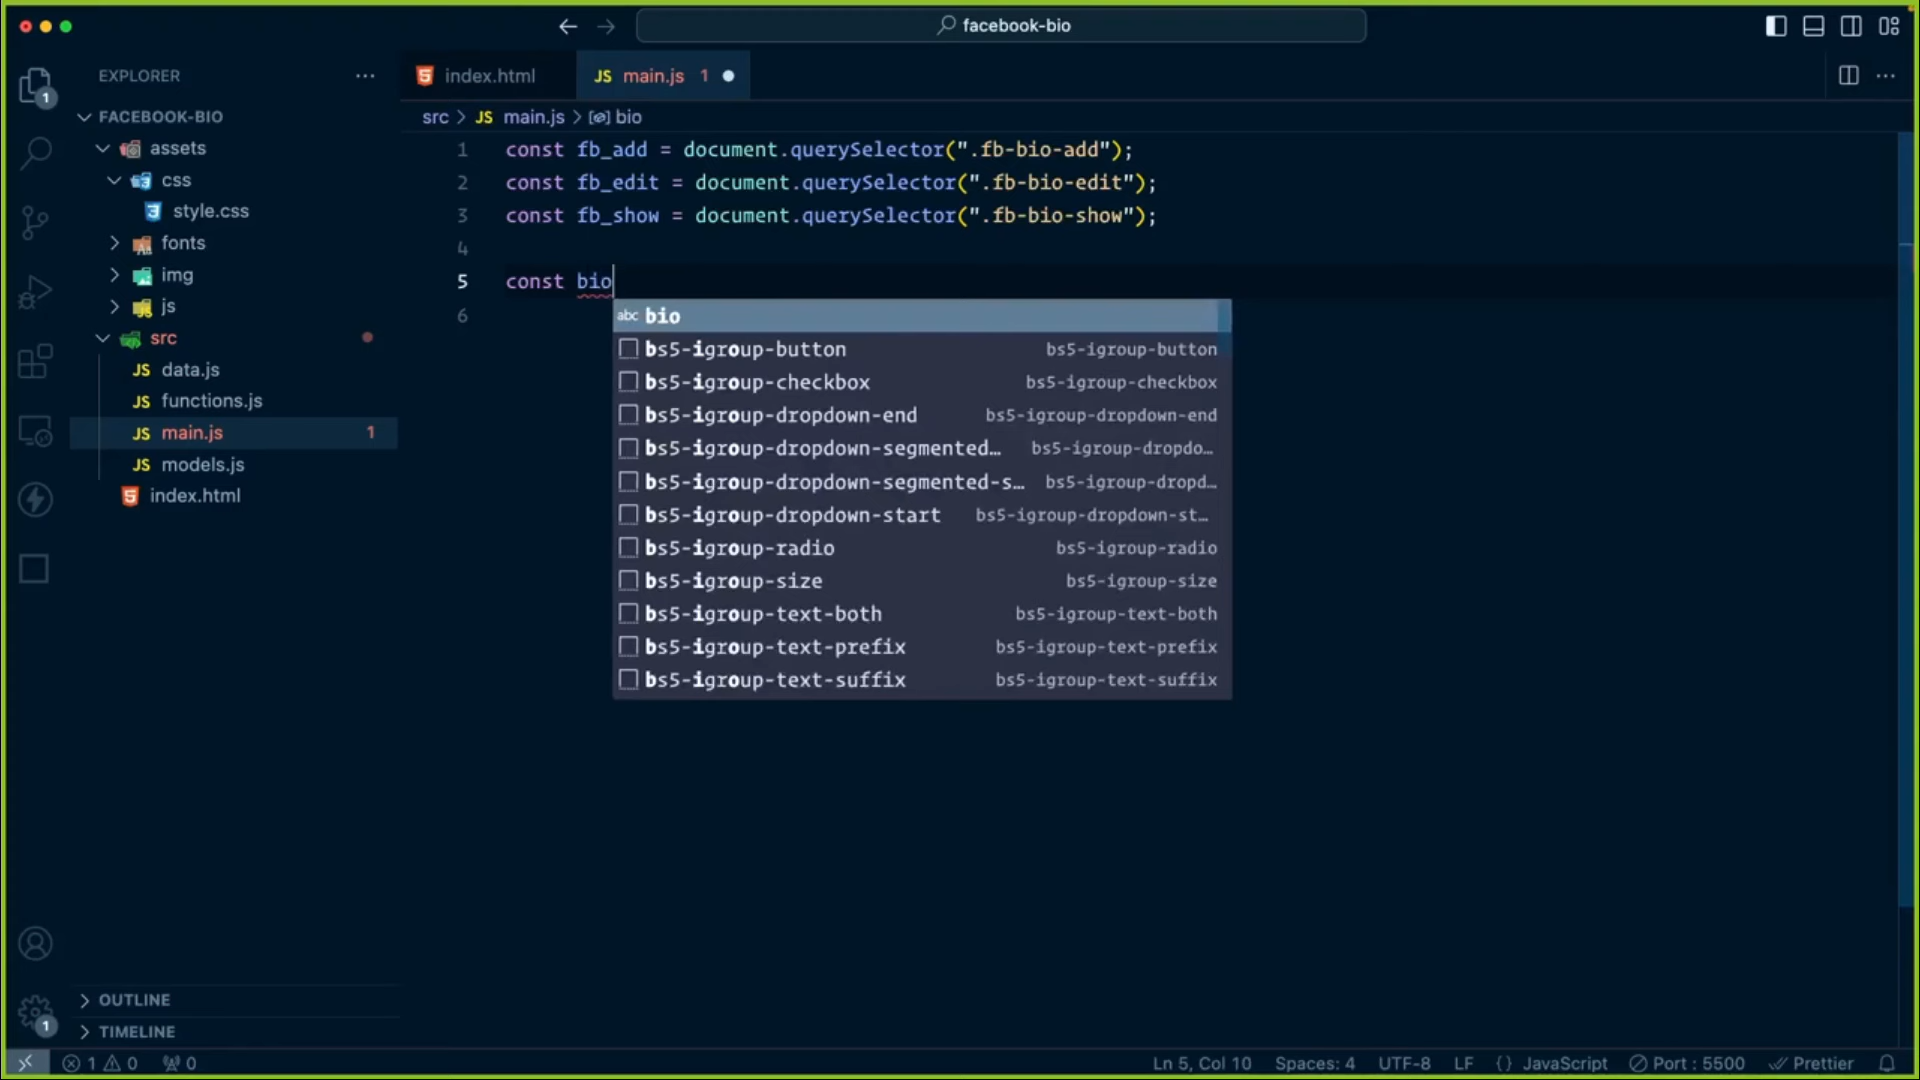 facebook-bio
EXPLORER
index.html
JS main.js 1
1
FACEBOOK-BIO
src > JS main.js > bio
assets
css
style.css
fonts
img
js
src
JS data.js
JS functions.js
JS main.js 1
JS models.js
index.html
1 const fb_add = document.querySelector(".fb-bio-add");
2 const fb_edit = document.querySelector(".fb-bio-edit");
3 const fb_show = document.querySelector(".fb-bio-show");
4
5 const bio
6
abc bio
bs5-igroup-button bs5-igroup-button
bs5-igroup-checkbox bs5-igroup-checkbox
bs5-igroup-dropdown-end bs5-igroup-dropdown-end
bs5-igroup-dropdown-segmented… bs5-igroup-dropdo…
bs5-igroup-dropdown-segmented-s… bs5-igroup-dropd…
bs5-igroup-dropdown-start bs5-igroup-dropdown-st…
bs5-igroup-radio bs5-igroup-radio
bs5-igroup-size bs5-igroup-size
bs5-igroup-text-both bs5-igroup-text-both
bs5-igroup-text-prefix bs5-igroup-text-prefix
bs5-igroup-text-suffix bs5-igroup-text-suffix
OUTLINE
1
TIMELINE
1 0 0
Ln 5, Col 10 Spaces: 4 UTF-8 LF {} JavaScript Port : 5500 Prettier